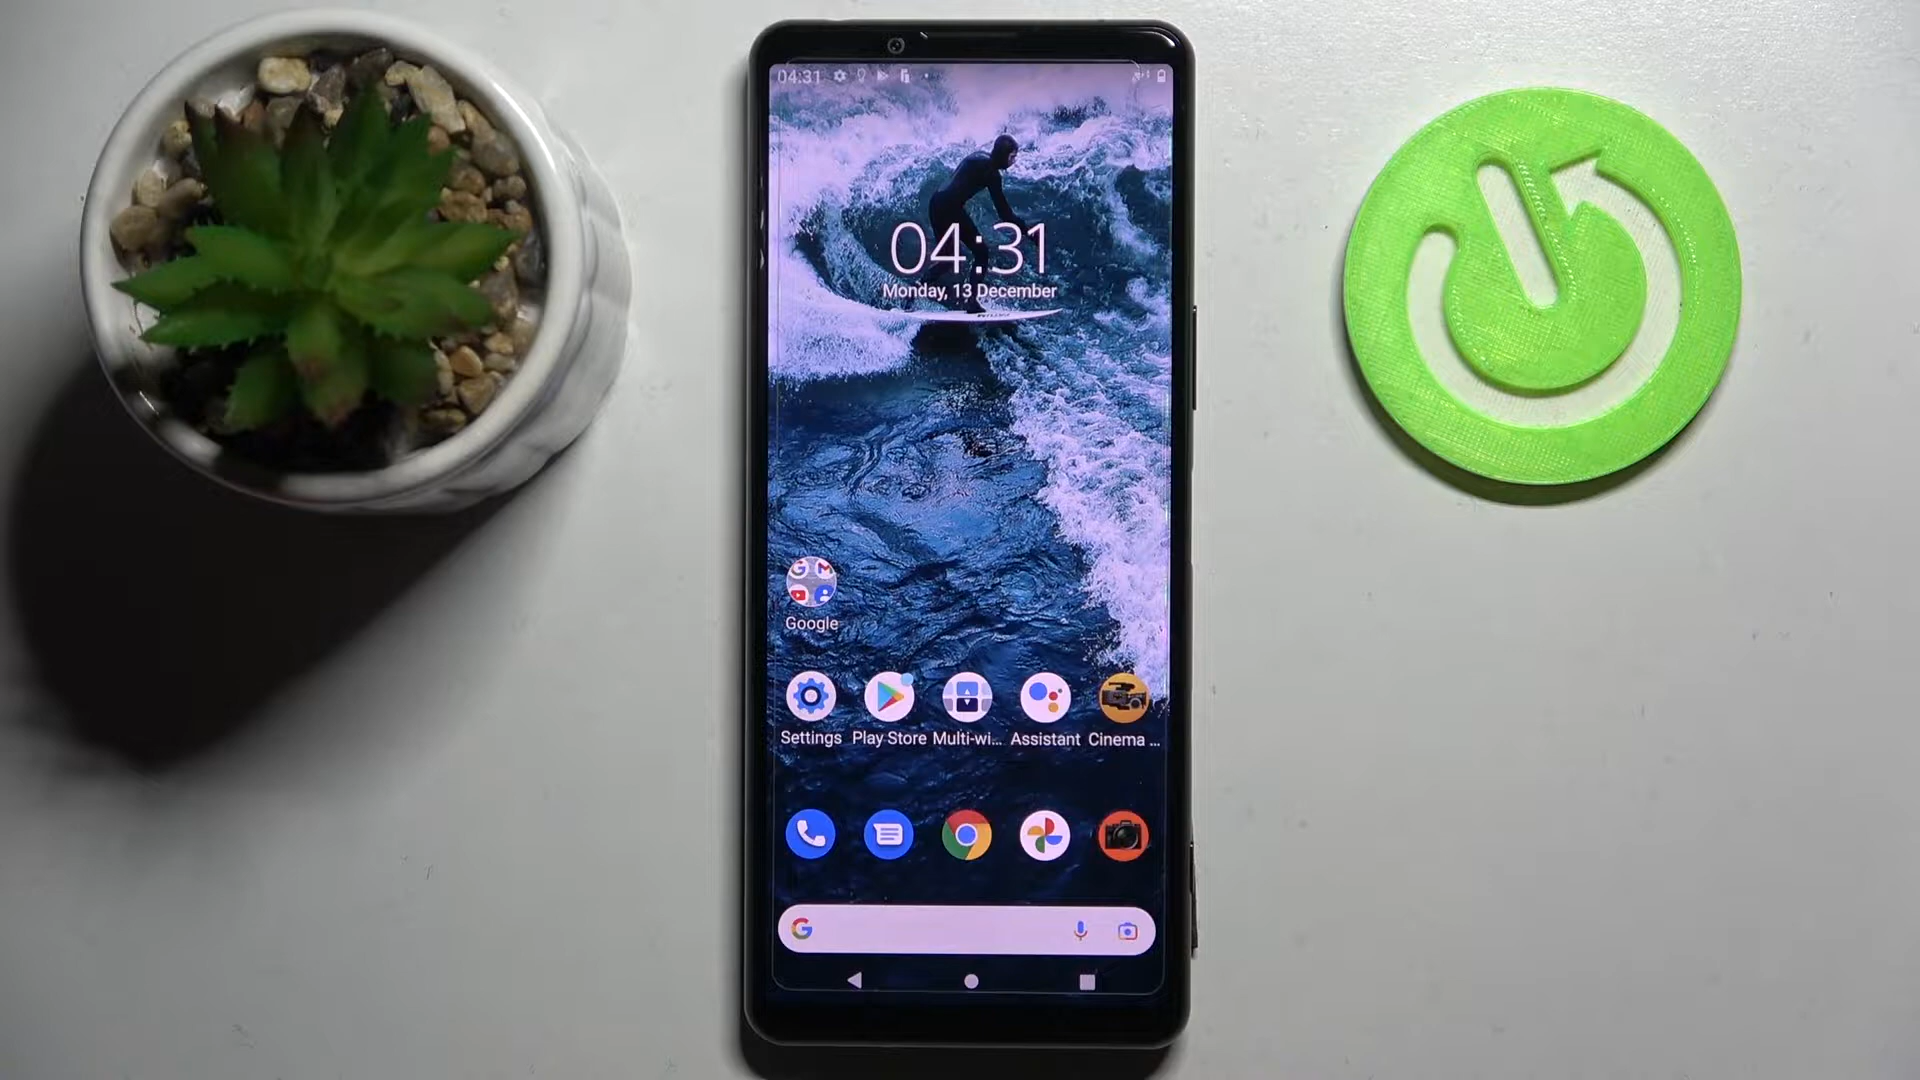 04:31
04:31
Monday, 13 December
Google
Settings Play Store Multi-wi... Assistant Cinema ...